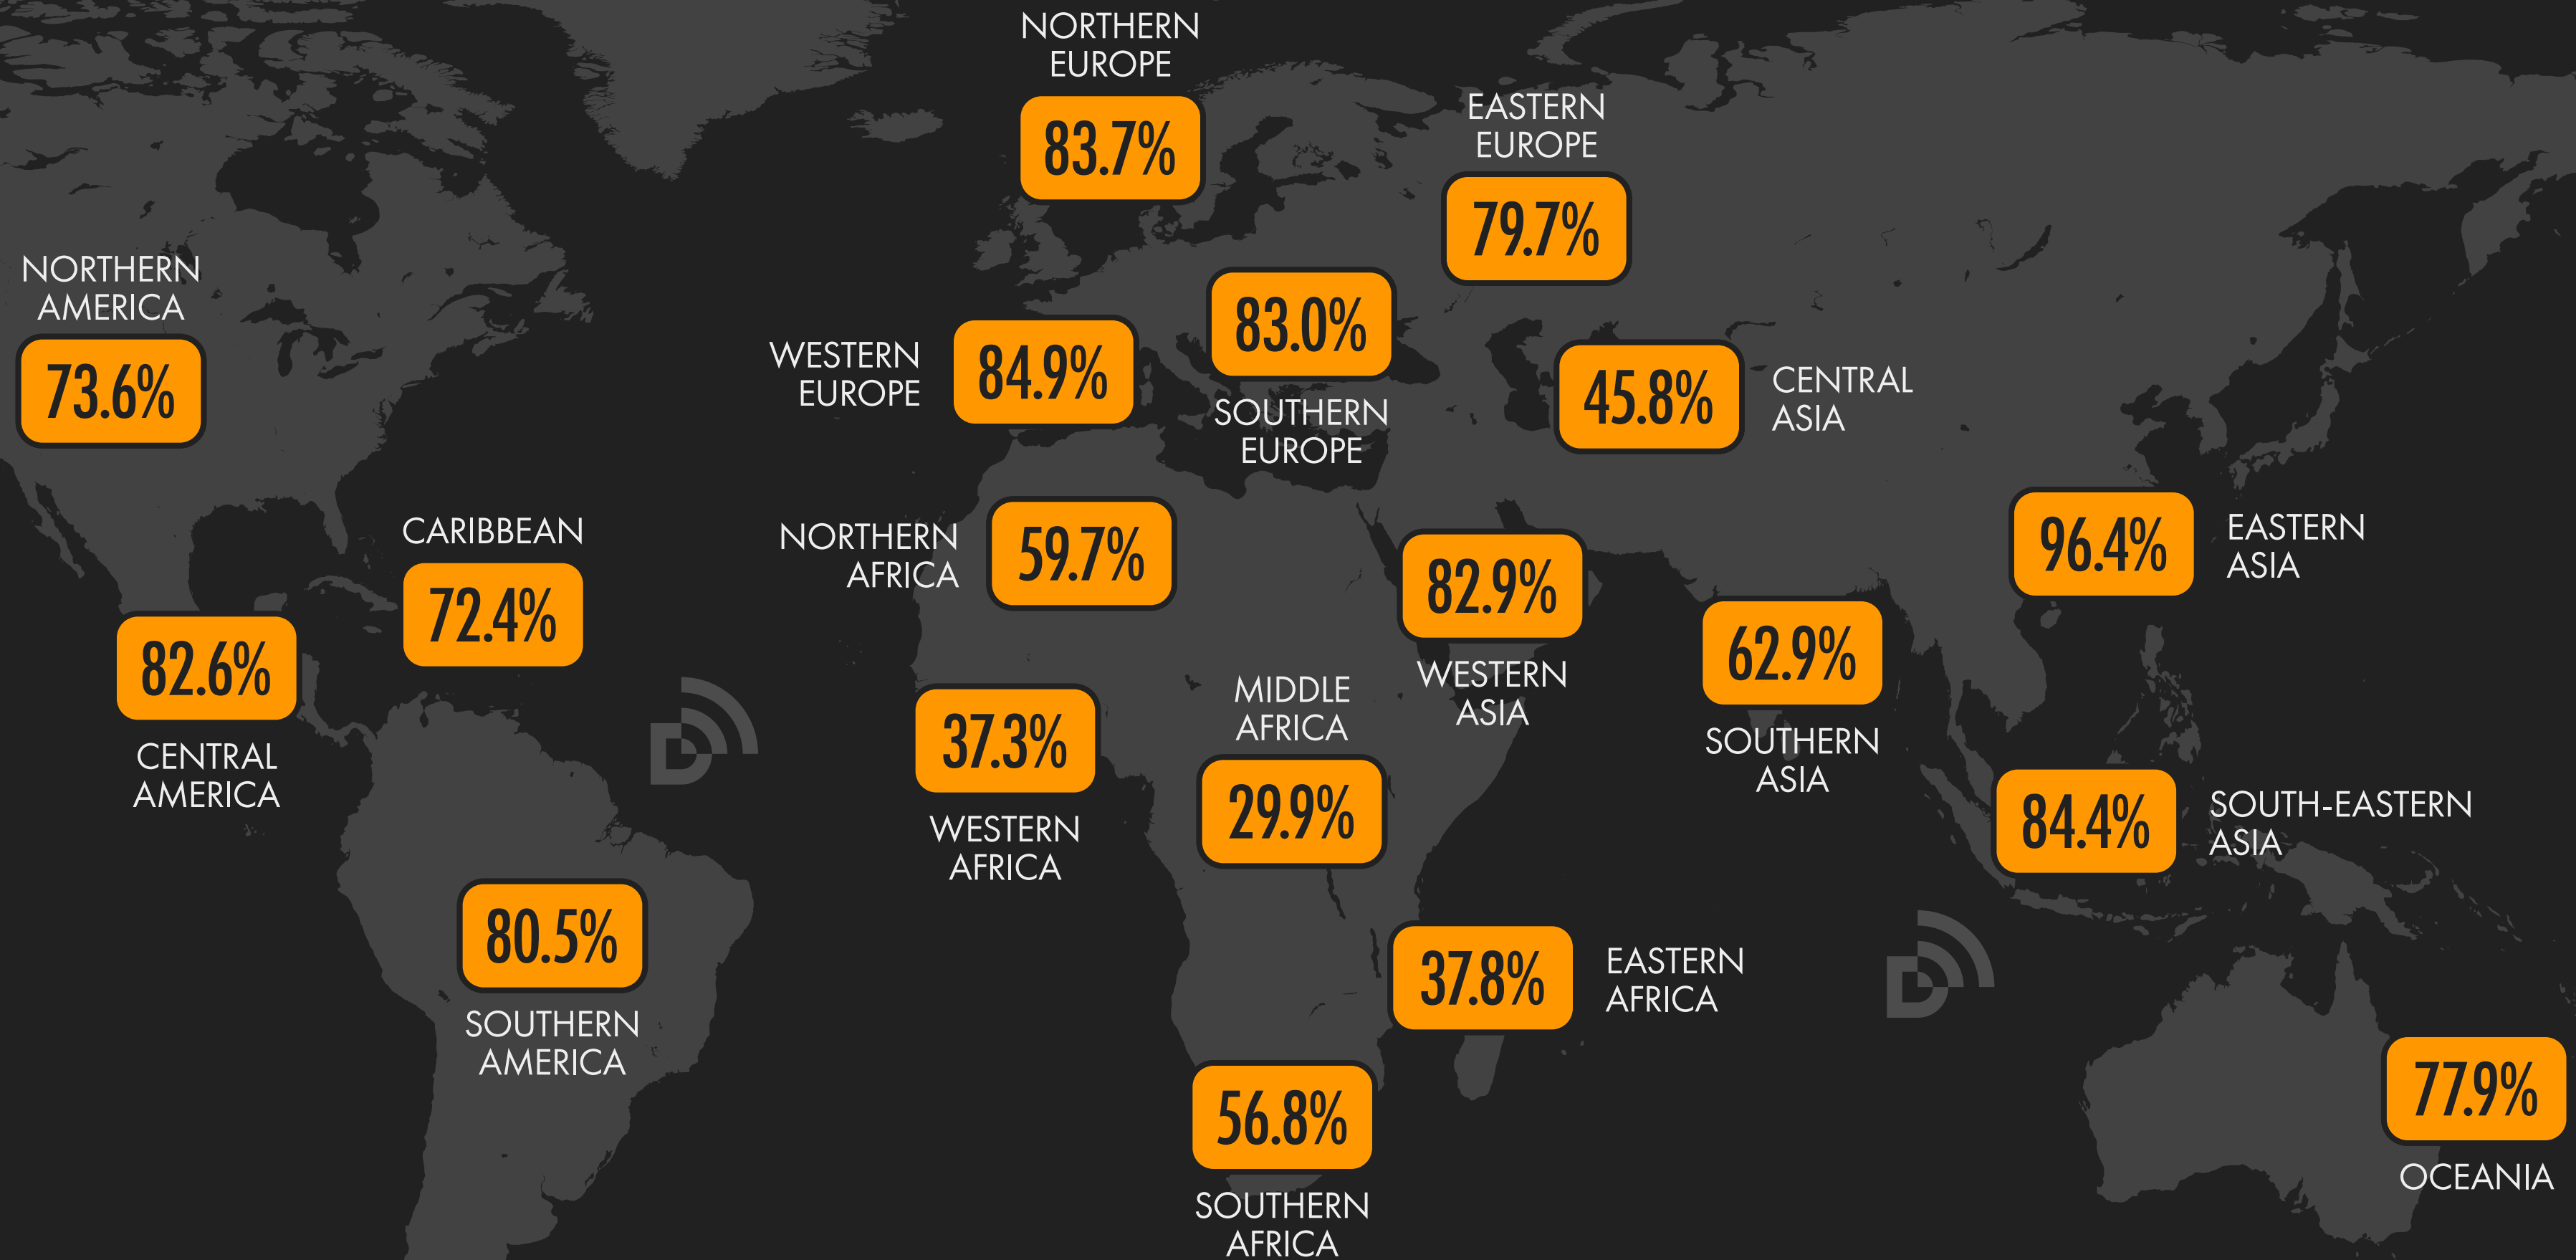 NORTHERN
EUROPE
83.7%
EASTERN
EUROPE
79.7%
NORTHERN
AMERICA
73.6%
WESTERN
EUROPE
84.9%
83.0%
SOUTHERN
EUROPE
45.8%
CENTRAL
ASIA
CARIBBEAN
72.4%
NORTHERN
AFRICA
59.7%
82.9%
WESTERN
ASIA
96.4%
EASTERN
ASIA
82.6%
CENTRAL
AMERICA
62.9%
SOUTHERN
ASIA
37.3%
WESTERN
AFRICA
MIDDLE
AFRICA
29.9%
84.4%
SOUTH-EASTERN
ASIA
80.5%
SOUTHERN
AMERICA
37.8%
EASTERN
AFRICA
56.8%
SOUTHERN
AFRICA
77.9%
OCEANIA